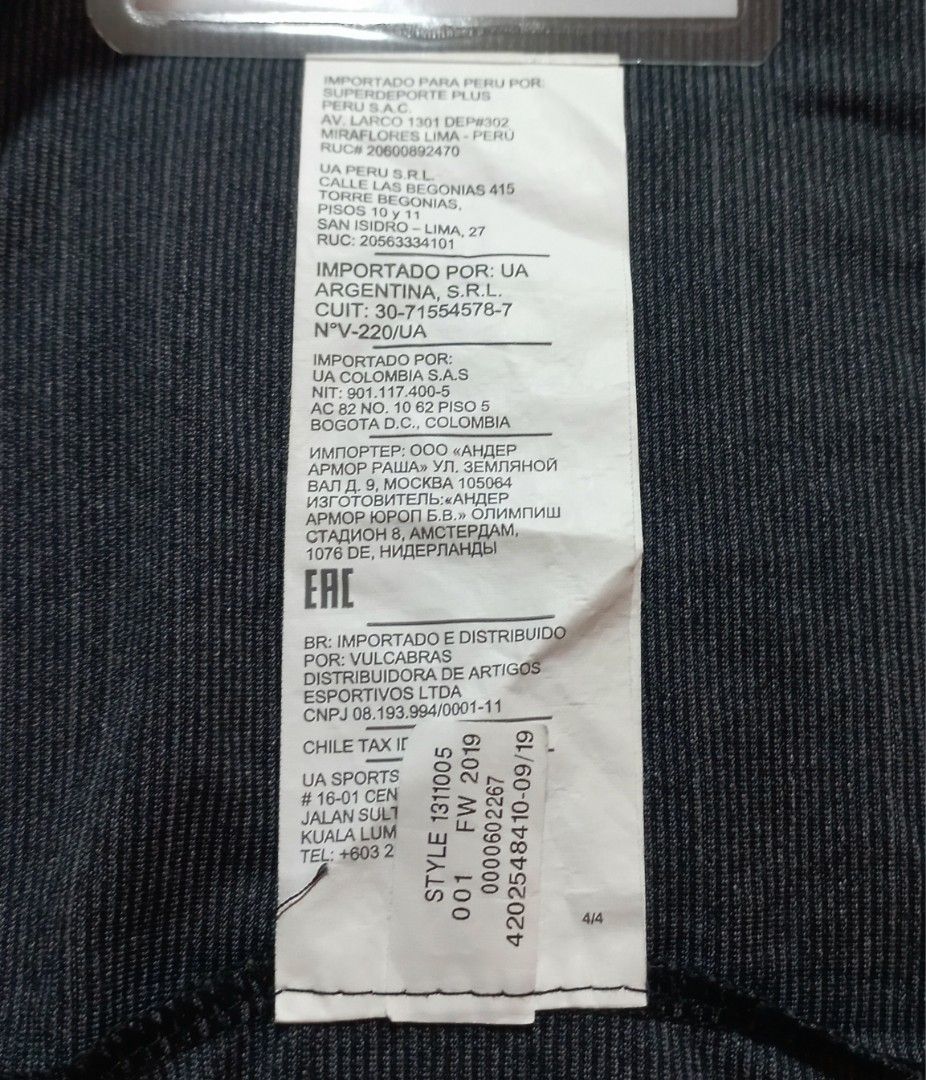 IMPORTADO PARA PERU POR:
SUPERDEPORTE PLUS
PERU S.A.C.
AV. LARCO 1301 DEP#302
MIRAFLORES LIMA - PERÚ
RUC# 20600892470
UA PERU S.R.L.
CALLE LAS BEGONIAS 415
TORRE BEGONIAS,
PISOS 10 y 11
SAN ISIDRO – LIMA, 27
RUC: 20563334101
IMPORTADO POR: UA
ARGENTINA, S.R.L.
CUIT: 30-71554578-7
N°V-220/UA
IMPORTADO POR:
UA COLOMBIA S.A.S
NIT: 901.117.400-5
AC 82 NO. 10 62 PISO 5
BOGOTA D.C., COLOMBIA
ИМПОРТЕР: ООО «АНДЕР
АРМОР РАША» УЛ. ЗЕМЛЯНОЙ
ВАЛ Д. 9, МОСКВА 105064
ИЗГОТОВИТЕЛЬ:«АНДЕР
АРМОР ЮРОП Б.В.» ОЛИМПИШ
СТАДИОН 8, АМСТЕРДАМ,
1076 DE, НИДЕРЛАНДЫ
EAC
BR: IMPORTADO E DISTRIBUIDO
POR: VULCABRAS
DISTRIBUIDORA DE ARTIGOS
ESPORTIVOS LTDA
CNPJ 08.193.994/0001-11
CHILE TAX ID
UA SPORTS
# 16-01 CEN
JALAN SULT
KUALA LUM
TEL: +603 2
STYLE 1311005
001 FW 2019
0000602267
4202548410-09/19
4/4